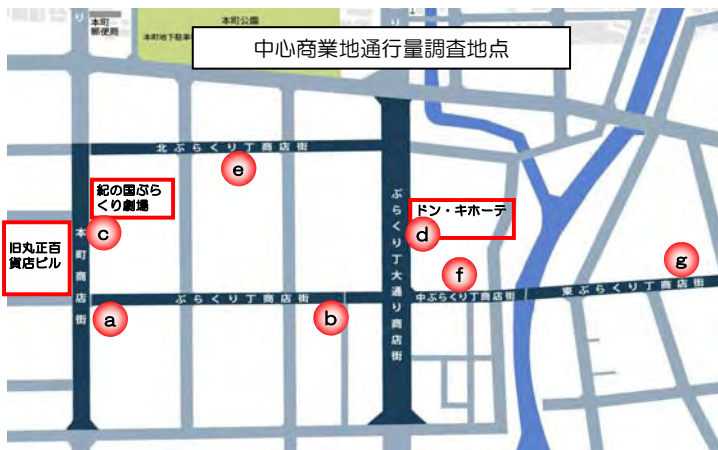 中心商業地通行量調査地点
本町
郵便局
本町公園
本町地下駐車
り
り
北ぶらくり丁商店街
e
紀の国ぶら
くり劇場
c
旧丸正百
貨店ビル
本町商店街
ドン・キホーテ
d
ぶらくり丁大通り商店街
f
g
ぶらくり丁商店街
中ぶらくり丁商店街
東ぶらくり丁商店街
a
b